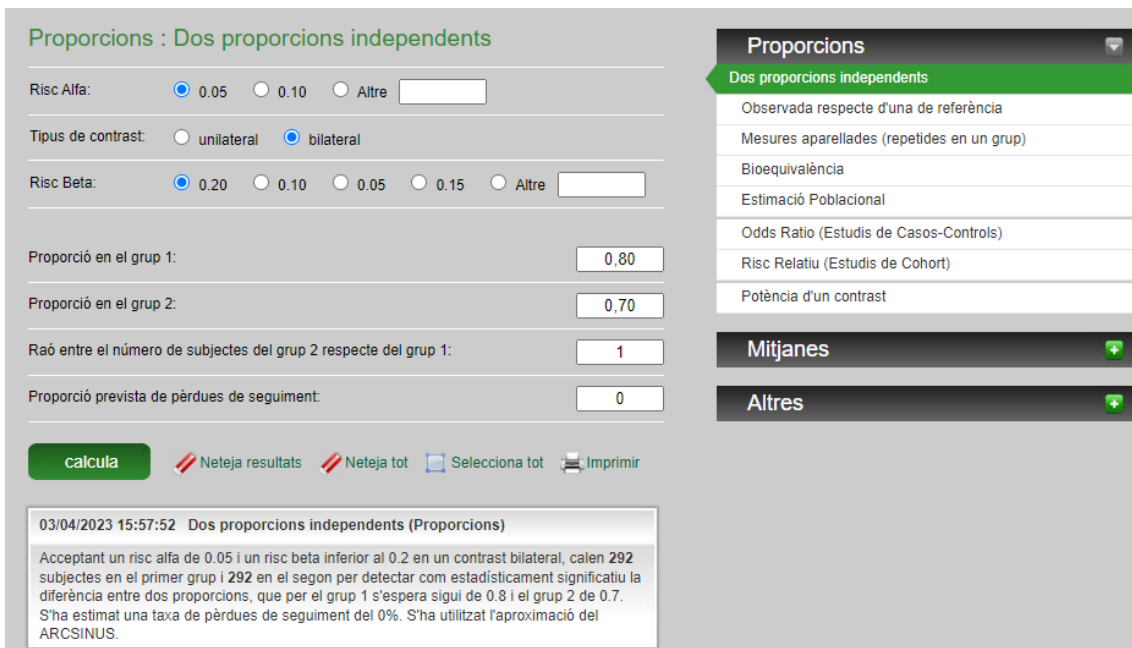 Proporcions : Dos proporcions independents
Risc Alfa: 0.05 0.10 Altre
Tipus de contrast: unilateral bilateral
Risc Beta: 0.20 0.10 0.05 0.15 Altre
Proporció en el grup 1: 0,80
Proporció en el grup 2: 0,70
Raó entre el número de subjectes del grup 2 respecte del grup 1: 1
Proporció prevista de pèrdues de seguiment: 0
calcula Neteja resultats Neteja tot Selecciona tot Imprimir
03/04/2023 15:57:52 Dos proporcions independents (Proporcions)
Acceptant un risc alfa de 0.05 i un risc beta inferior al 0.2 en un contrast bilateral, calen 292
subjectes en el primer grup i 292 en el segon per detectar com estadísticament significatiu la
diferència entre dos proporcions, que per el grup 1 s'espera sigui de 0.8 i el grup 2 de 0.7.
S'ha estimat una taxa de pèrdues de seguiment del 0%. S'ha utilitzat l'aproximació del
ARCSINUS.
Proporcions
Dos proporcions independents
Observada respecte d'una de referència
Mesures aparellades (repetides en un grup)
Bioequivalència
Estimació Poblacional
Odds Ratio (Estudis de Casos-Controls)
Risc Relatiu (Estudis de Cohort)
Potència d'un contrast
Mitjanes
Altres